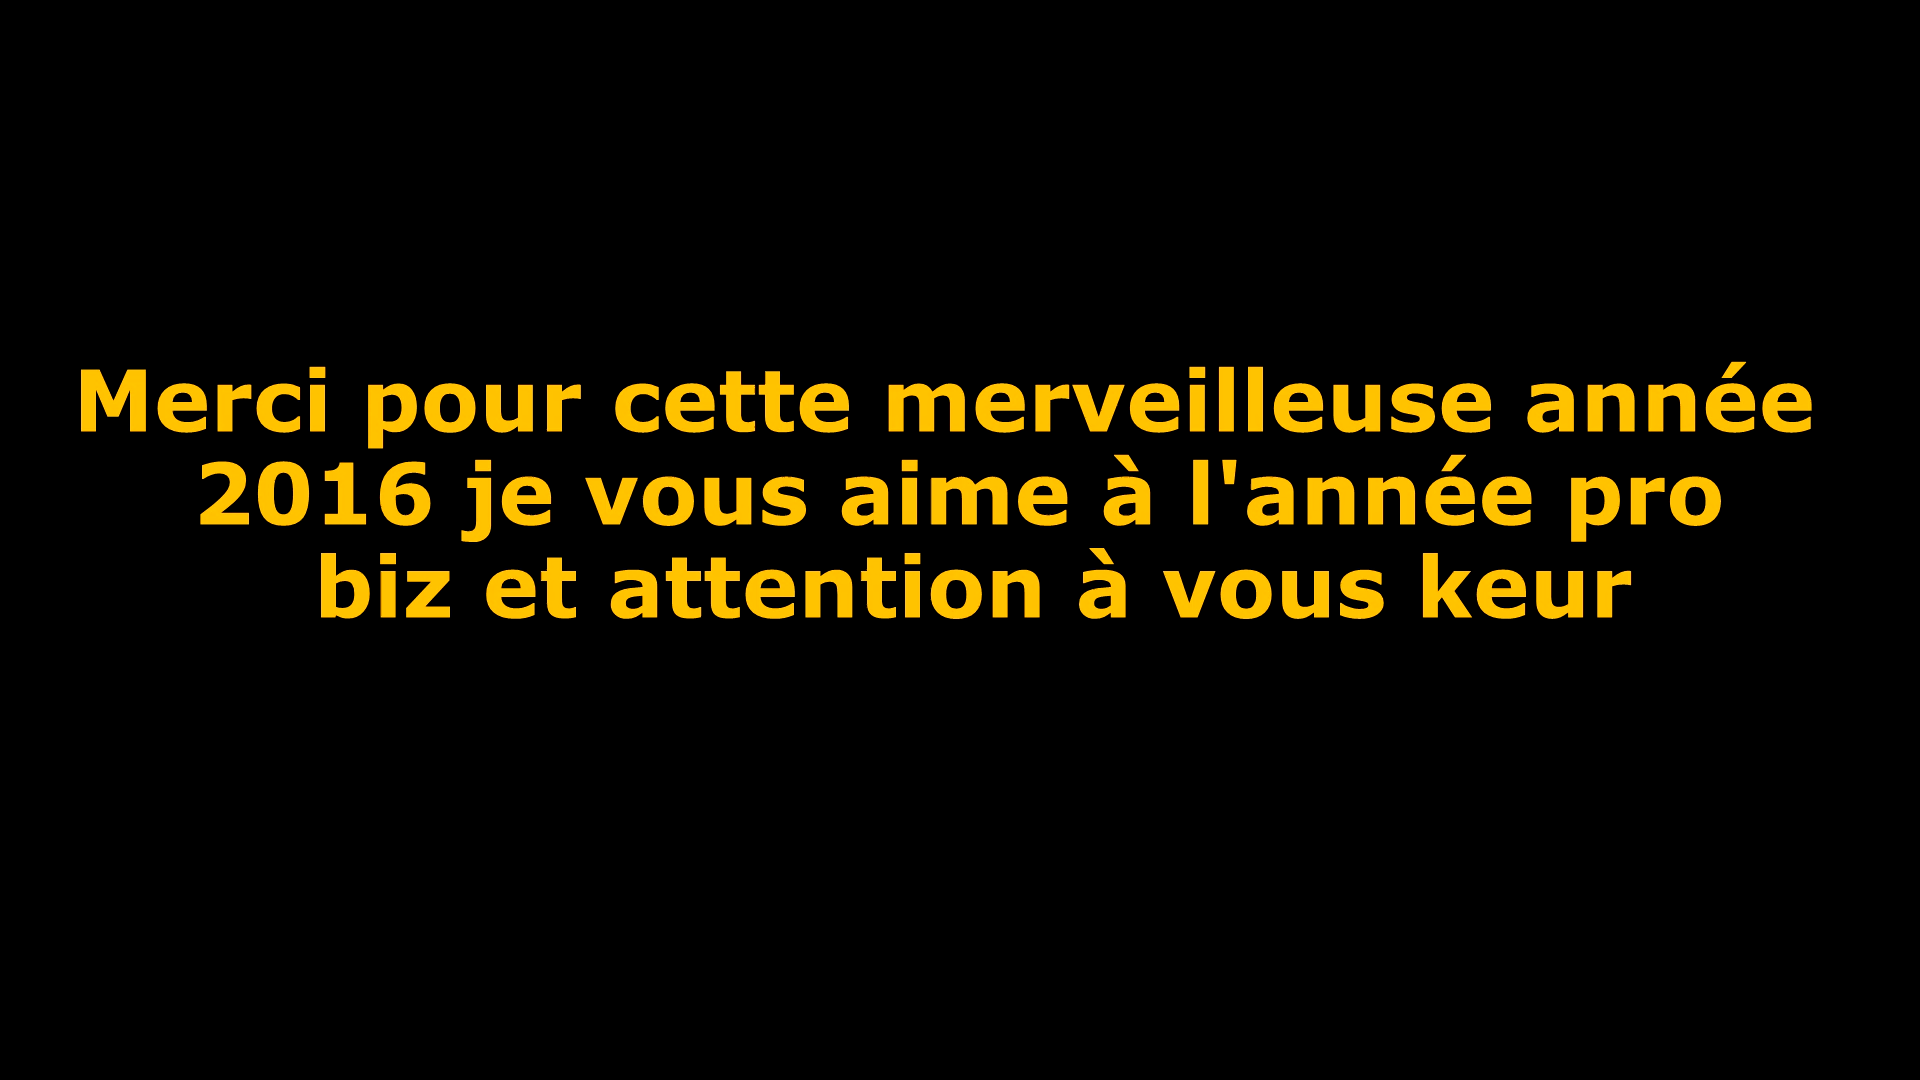 Merci pour cette merveilleuse année
2016 je vous aime à l'année pro
biz et attention à vous keur